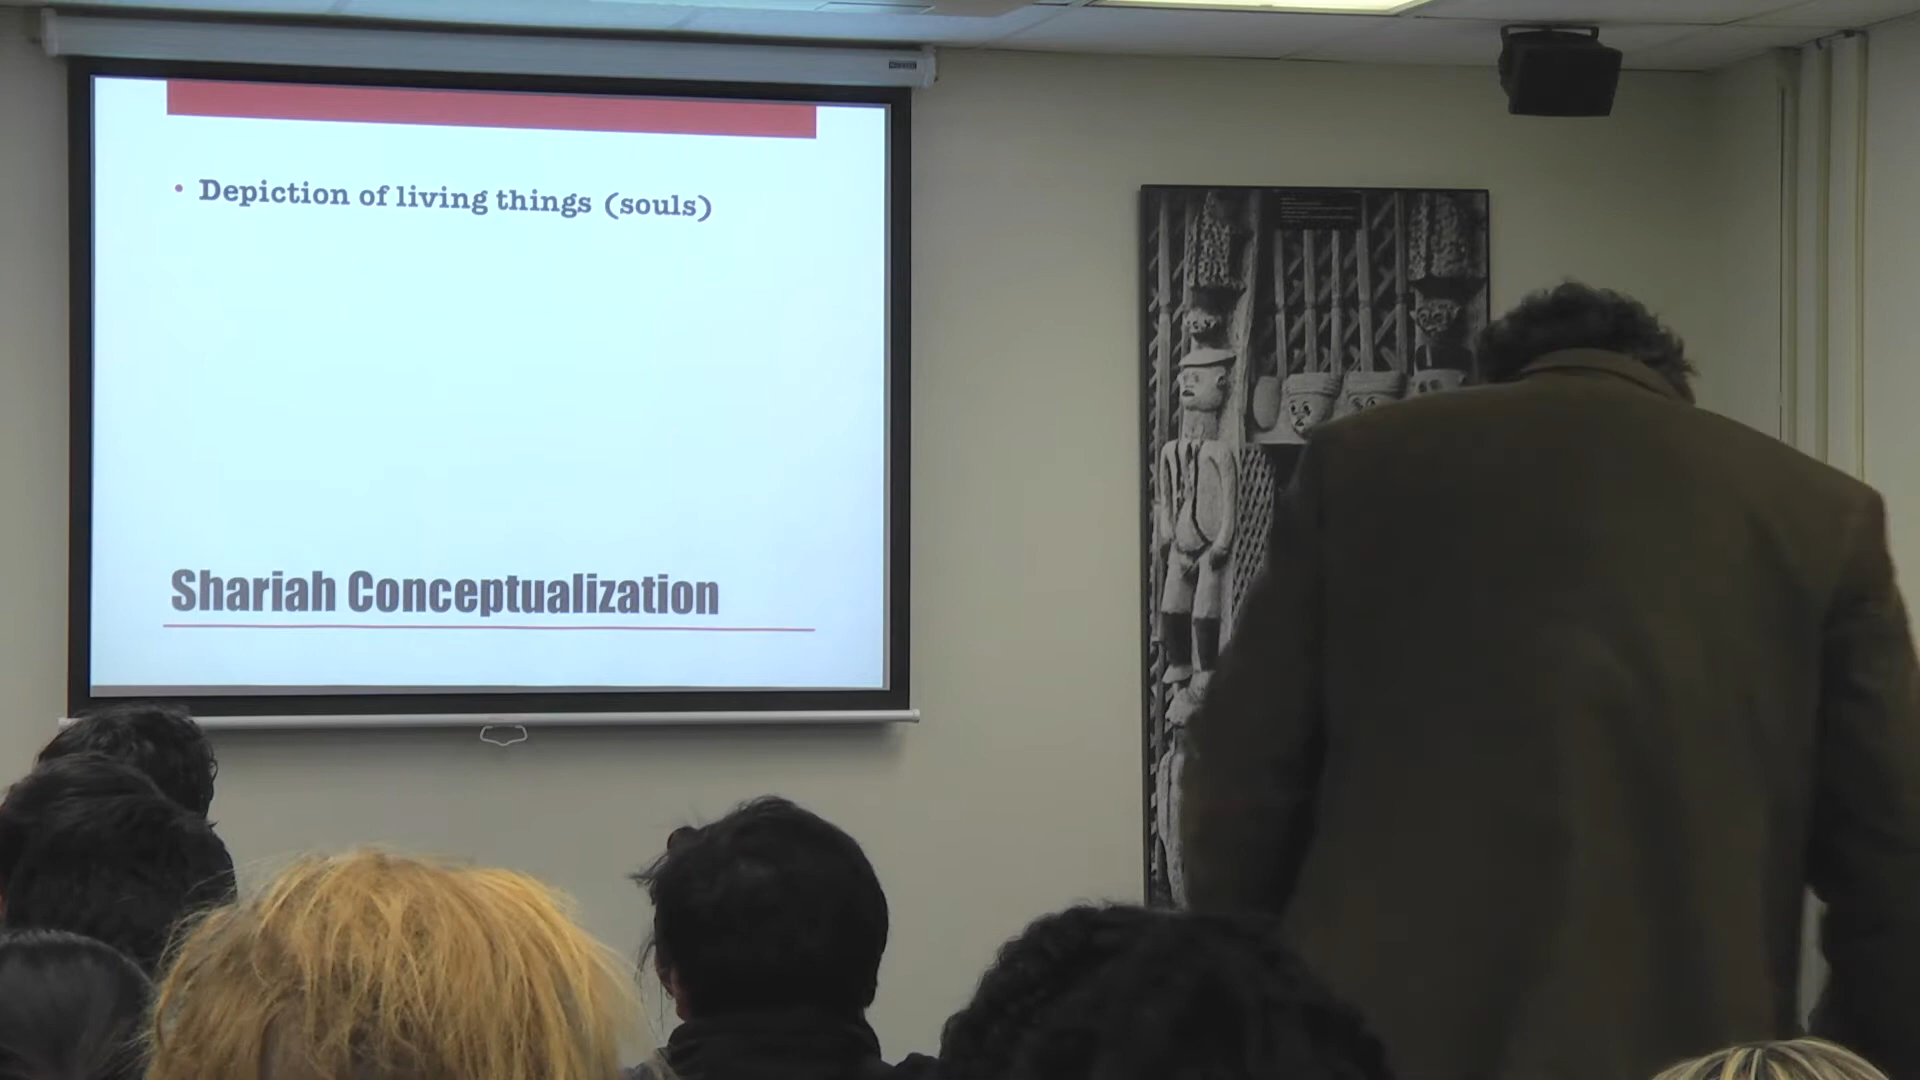 • Depiction of living things (souls)
Shariah Conceptualization